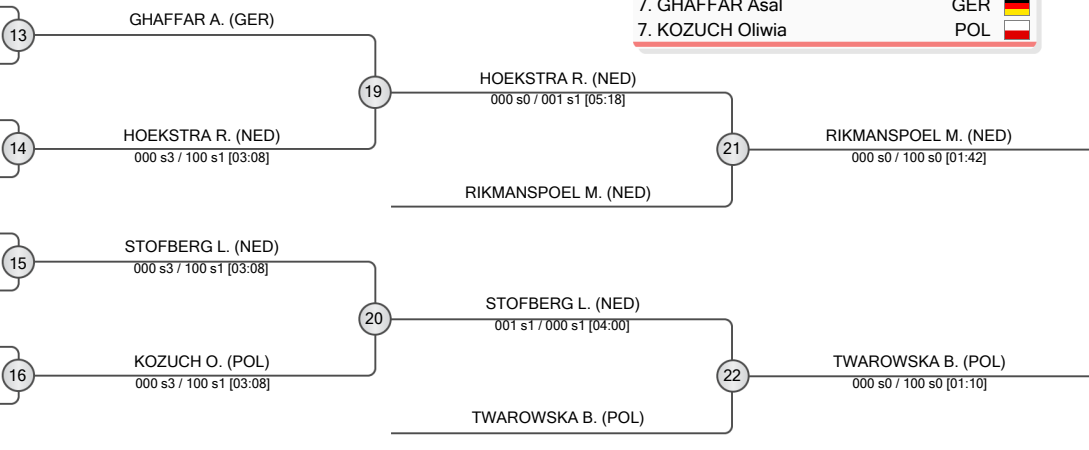 7. GHAFFAR Asal GER
7. KOZUCH Oliwia POL
13
GHAFFAR A. (GER)
19
HOEKSTRA R. (NED)
000 s0 / 001 s1 [05:18]
14
HOEKSTRA R. (NED)
000 s3 / 100 s1 [03:08]
21
RIKMANSPOEL M. (NED)
000 s0 / 100 s0 [01:42]
RIKMANSPOEL M. (NED)
15
STOFBERG L. (NED)
000 s3 / 100 s1 [03:08]
20
STOFBERG L. (NED)
001 s1 / 000 s1 [04:00]
16
KOZUCH O. (POL)
000 s3 / 100 s1 [03:08]
22
TWAROWSKA B. (POL)
000 s0 / 100 s0 [01:10]
TWAROWSKA B. (POL)